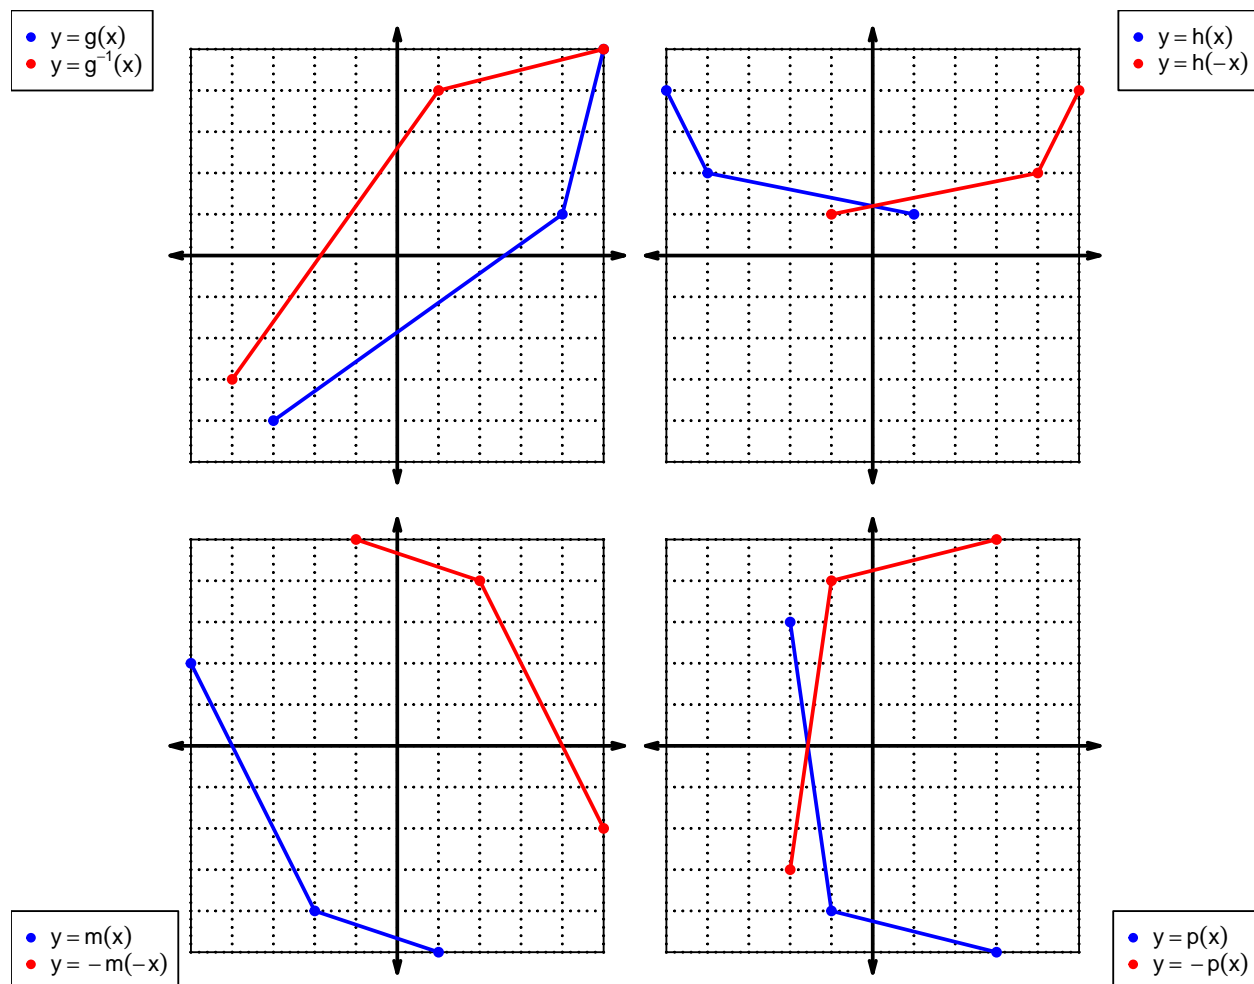 y = g(x)
y = g⁻¹(x)
y = h(x)
y = h(−x)
y = m(x)
y = −m(−x)
y = p(x)
y = −p(x)